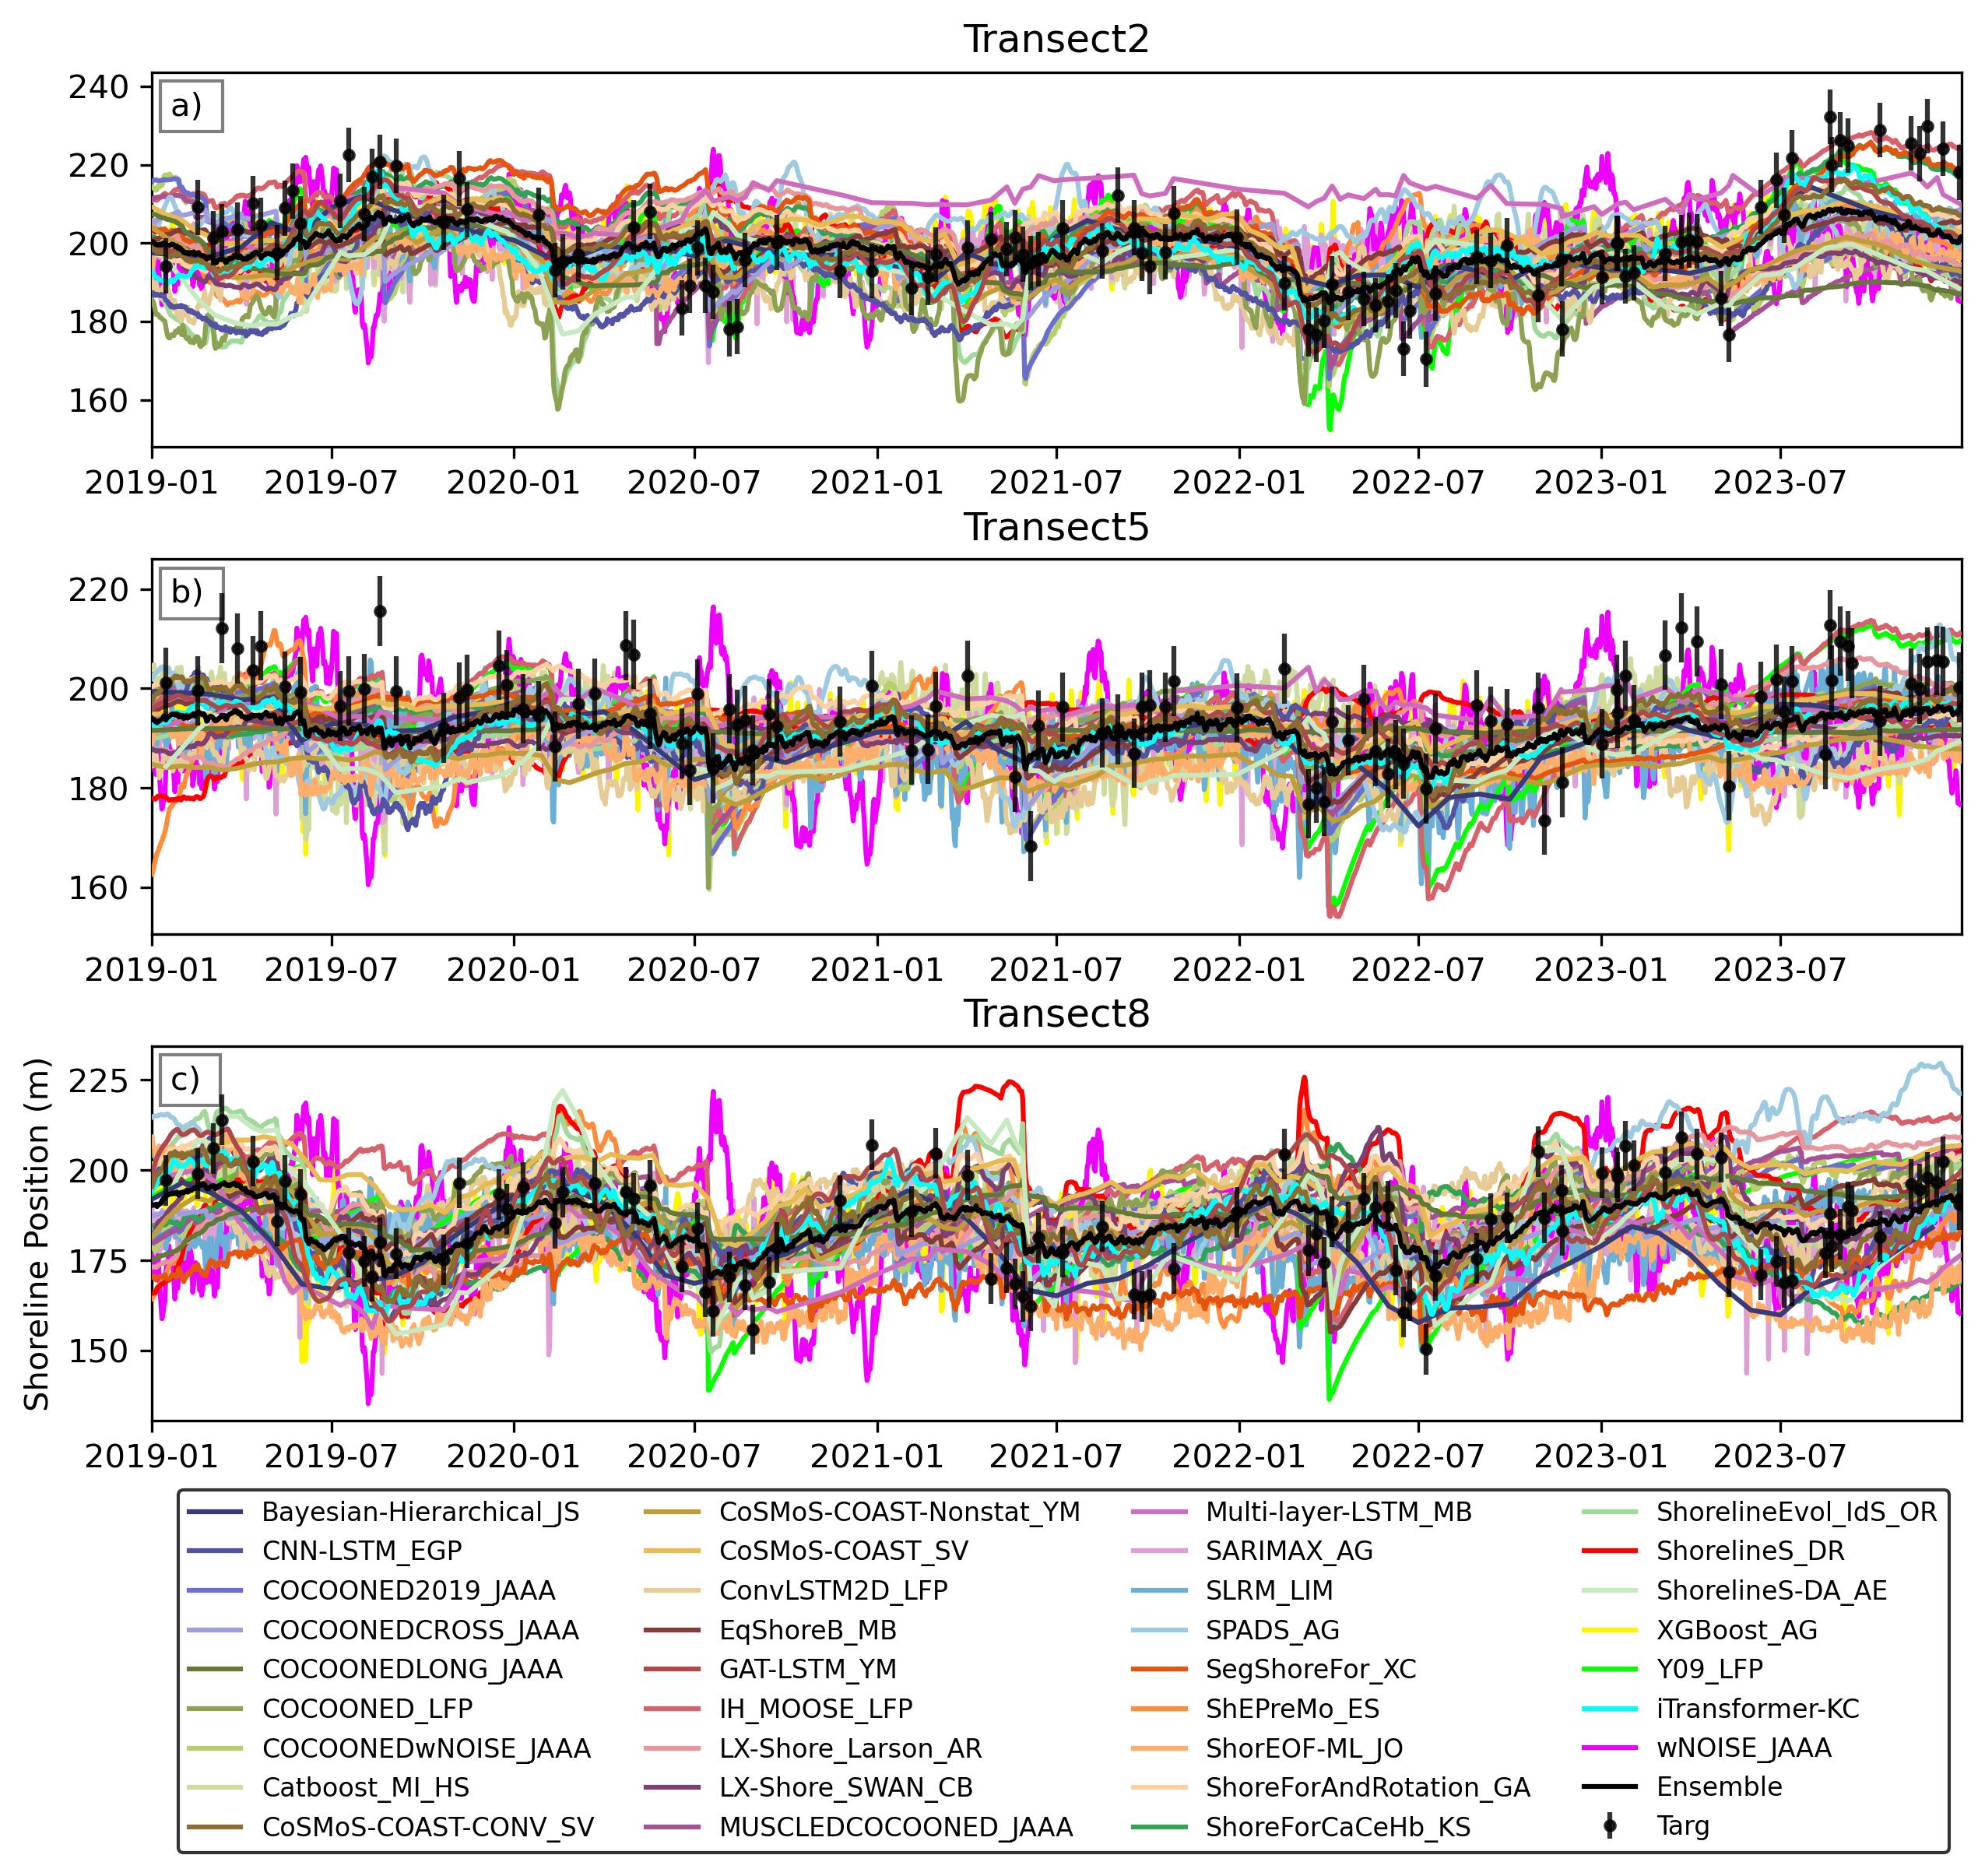 Transect2
a)
240
220
200
180
160
2019-01 2019-07 2020-01 2020-07 2021-01 2021-07 2022-01 2022-07 2023-01 2023-07
Transect5
b)
220
200
180
160
2019-01 2019-07 2020-01 2020-07 2021-01 2021-07 2022-01 2022-07 2023-01 2023-07
Transect8
c)
Shoreline Position (m)
225
200
175
150
2019-01 2019-07 2020-01 2020-07 2021-01 2021-07 2022-01 2022-07 2023-01 2023-07
Bayesian-Hierarchical_JS
CNN-LSTM_EGP
COCOONED2019_JAAA
COCOONEDCROSS_JAAA
COCOONEDLONG_JAAA
COCOONED_LFP
COCOONEDwNOISE_JAAA
Catboost_MI_HS
CoSMoS-COAST-CONV_SV
CoSMoS-COAST-Nonstat_YM
CoSMoS-COAST_SV
ConvLSTM2D_LFP
EqShoreB_MB
GAT-LSTM_YM
IH_MOOSE_LFP
LX-Shore_Larson_AR
LX-Shore_SWAN_CB
MUSCLEDCOCOONED_JAAA
Multi-layer-LSTM_MB
SARIMAX_AG
SLRM_LIM
SPADS_AG
SegShoreFor_XC
ShEPreMo_ES
ShorEOF-ML_JO
ShoreForAndRotation_GA
ShoreForCaCeHb_KS
ShorelineEvol_IdS_OR
ShorelineS_DR
ShorelineS-DA_AE
XGBoost_AG
Y09_LFP
iTransformer-KC
wNOISE_JAAA
Ensemble
Targ